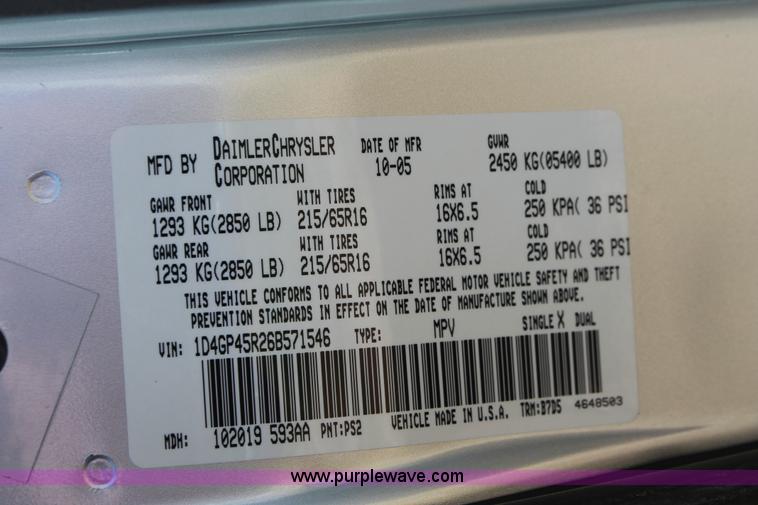 MFD BY DAIMLERCHRYSLER CORPORATION DATE OF MFR 10-05 GVWR 2450 KG(05400 LB)
GAWR FRONT WITH TIRES RIMS AT COLD
1293 KG(2850 LB) 215/65R16 16X6.5 250 KPA( 36 PSI
GAWR REAR WITH TIRES RIMS AT COLD
1293 KG(2850 LB) 215/65R16 16X6.5 250 KPA( 36 PSI
THIS VEHICLE CONFORMS TO ALL APPLICABLE FEDERAL MOTOR VEHICLE SAFETY AND THEFT
PREVENTION STANDARDS IN EFFECT ON THE DATE OF MANUFACTURE SHOWN ABOVE.
VIN: 1D4GP45R26B571546 TYPE: MPV SINGLE X DUAL
MDH: 102019 593AA PNT:PS2 VEHICLE MADE IN U.S.A. TRM:B7D5 4648503
www.purplewave.com